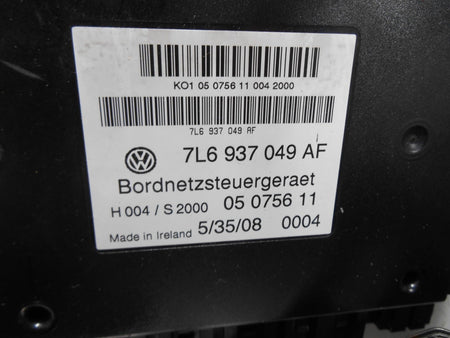 KO1 05 0756 11 004 2000
7L6 937 049 AF
7L6 937 049 AF
Bordnetzsteuergeraet
H 004 / S 2000 05 0756 11
Made in Ireland 5/35/08 0004